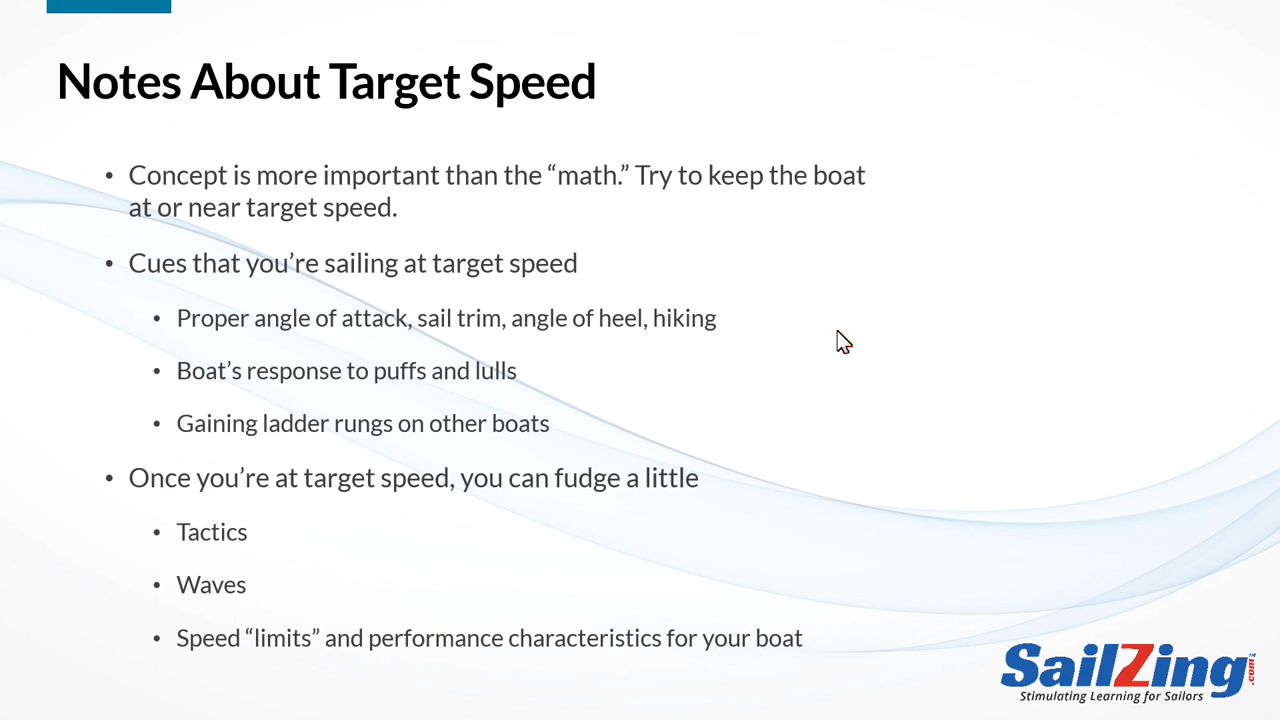 Notes About Target Speed
• Concept is more important than the “math.” Try to keep the boat
at or near target speed.
• Cues that you’re sailing at target speed
• Proper angle of attack, sail trim, angle of heel, hiking
• Boat’s response to puffs and lulls
• Gaining ladder rungs on other boats
• Once you’re at target speed, you can fudge a little
• Tactics
• Waves
• Speed “limits” and performance characteristics for your boat
SailZing.com™
Stimulating Learning for Sailors